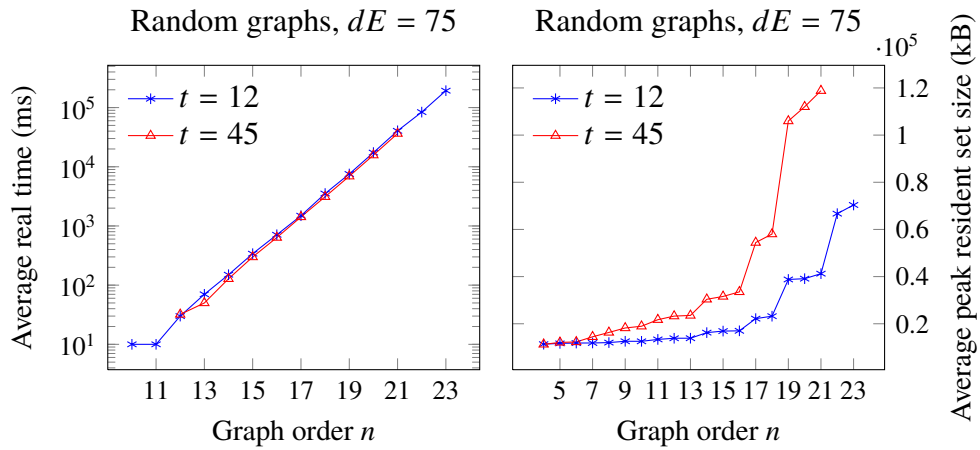 Random graphs, dE = 75
Average real time (ms)
10^5
10^4
10^3
10^2
10^1
t = 12
t = 45
11 13 15 17 19 21 23
Graph order n
Random graphs, dE = 75
·10^5
t = 12
t = 45
1.2
1
0.8
0.6
0.4
0.2
Average peak resident set size (kB)
5 7 9 11 13 15 17 19 21 23
Graph order n